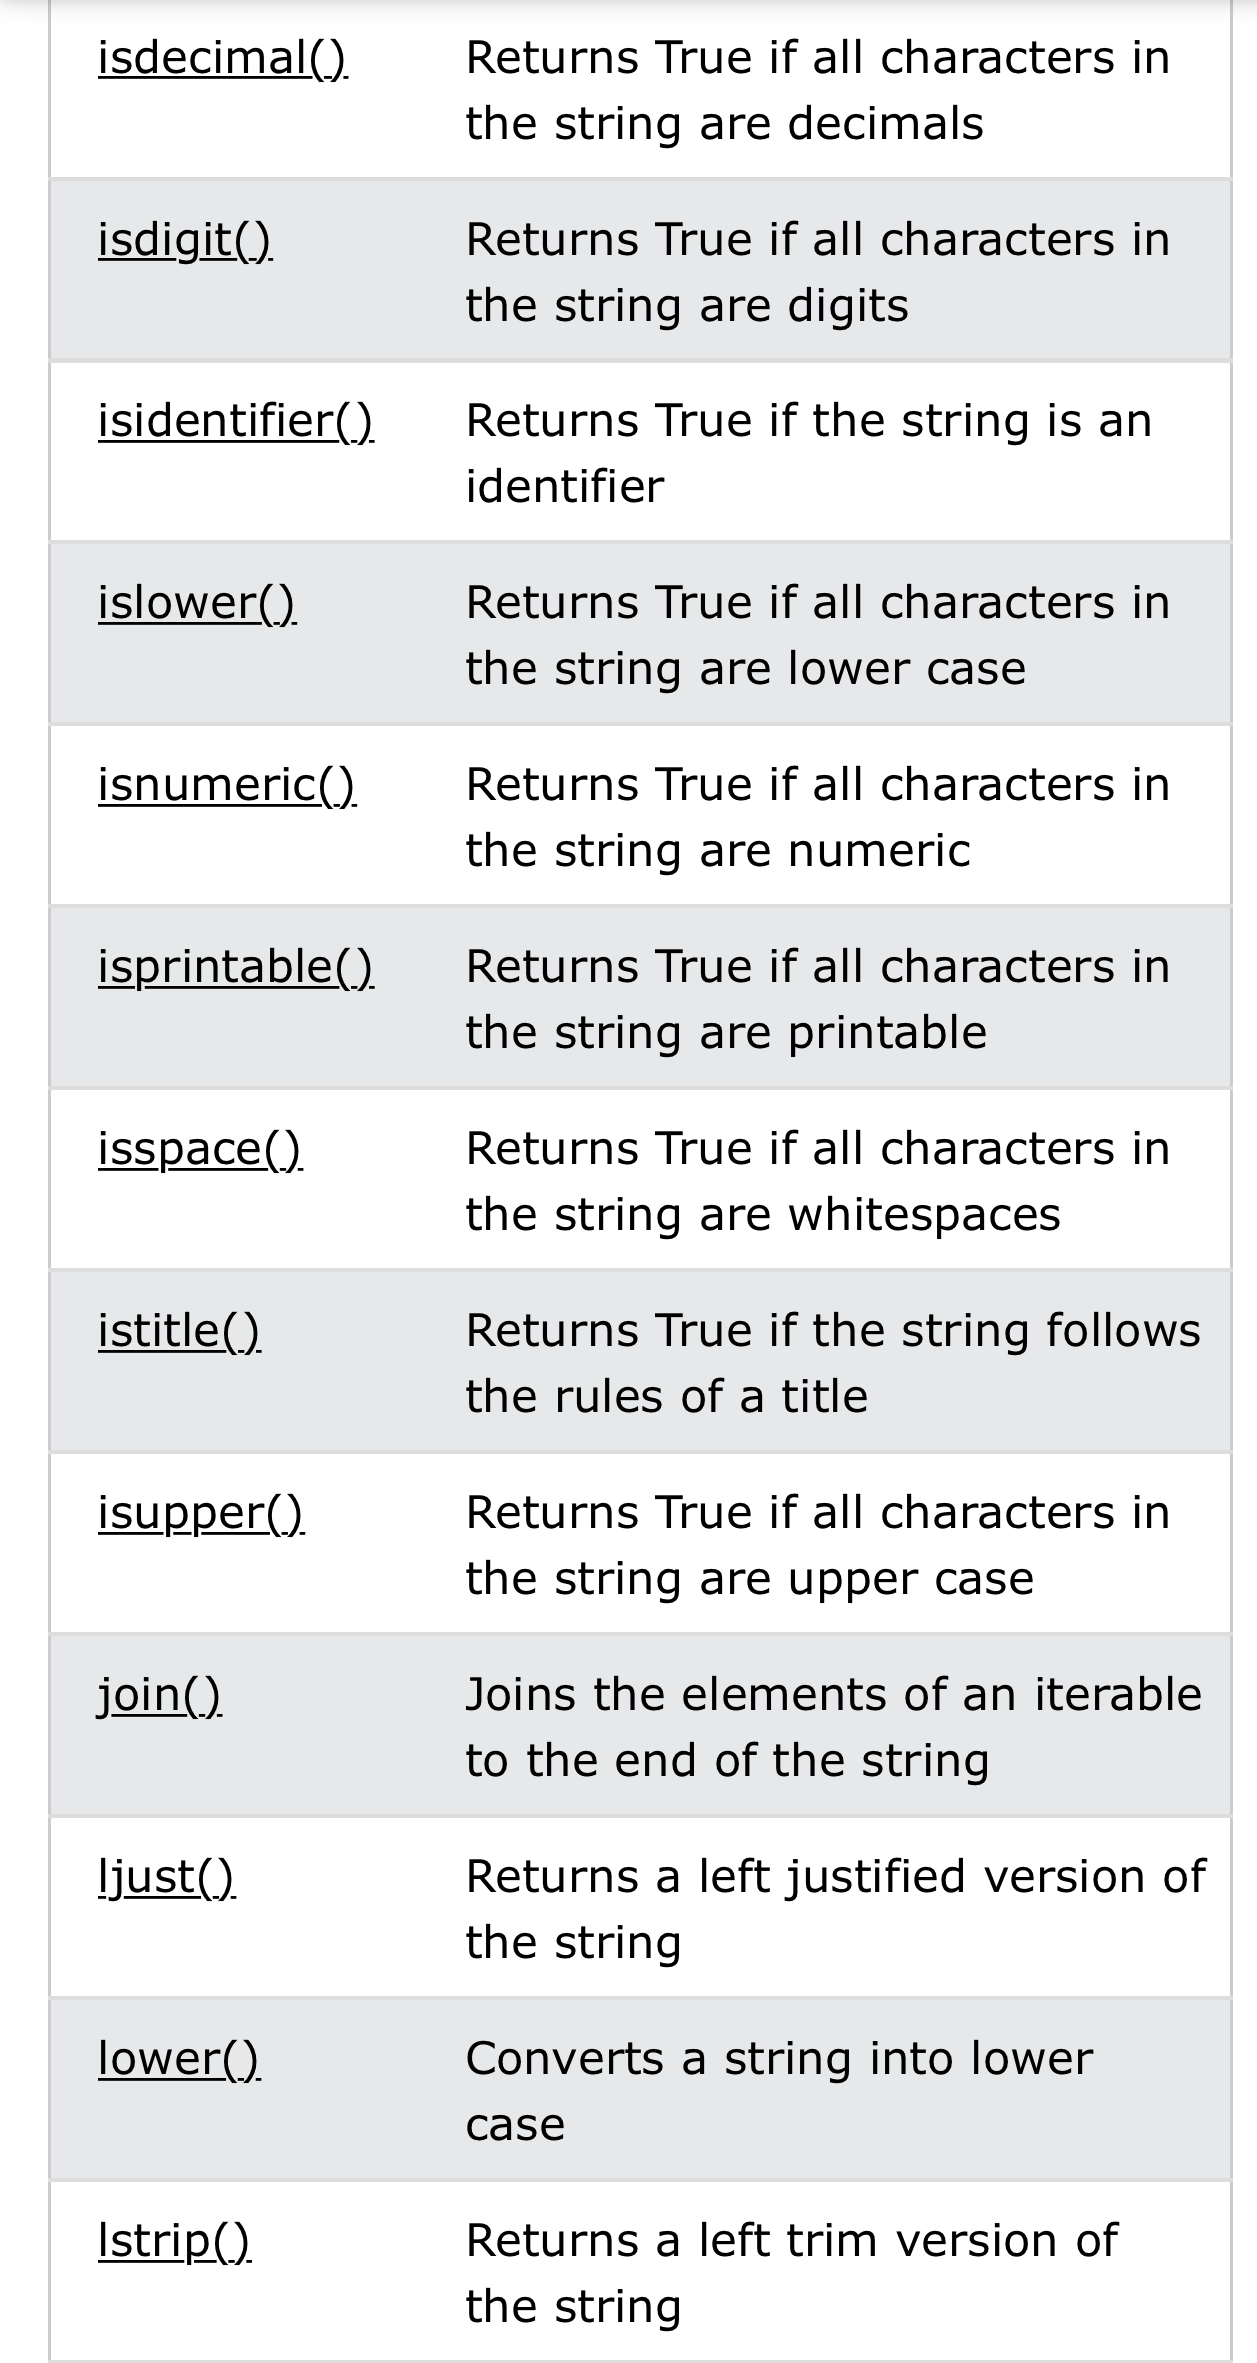 isdecimal() Returns True if all characters in
the string are decimals
isdigit() Returns True if all characters in
the string are digits
isidentifier() Returns True if the string is an
identifier
islower() Returns True if all characters in
the string are lower case
isnumeric() Returns True if all characters in
the string are numeric
isprintable() Returns True if all characters in
the string are printable
isspace() Returns True if all characters in
the string are whitespaces
istitle() Returns True if the string follows
the rules of a title
isupper() Returns True if all characters in
the string are upper case
join() Joins the elements of an iterable
to the end of the string
ljust() Returns a left justified version of
the string
lower() Converts a string into lower
case
lstrip() Returns a left trim version of
the string